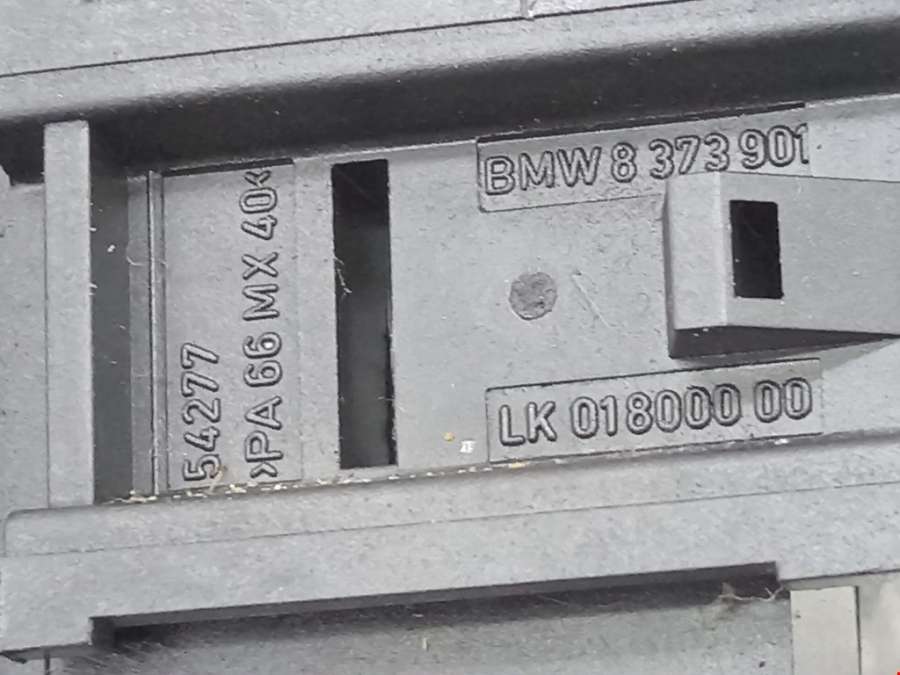 54277
>PA 66 MX 40<
BMW 8 373 901
LK 018000 00